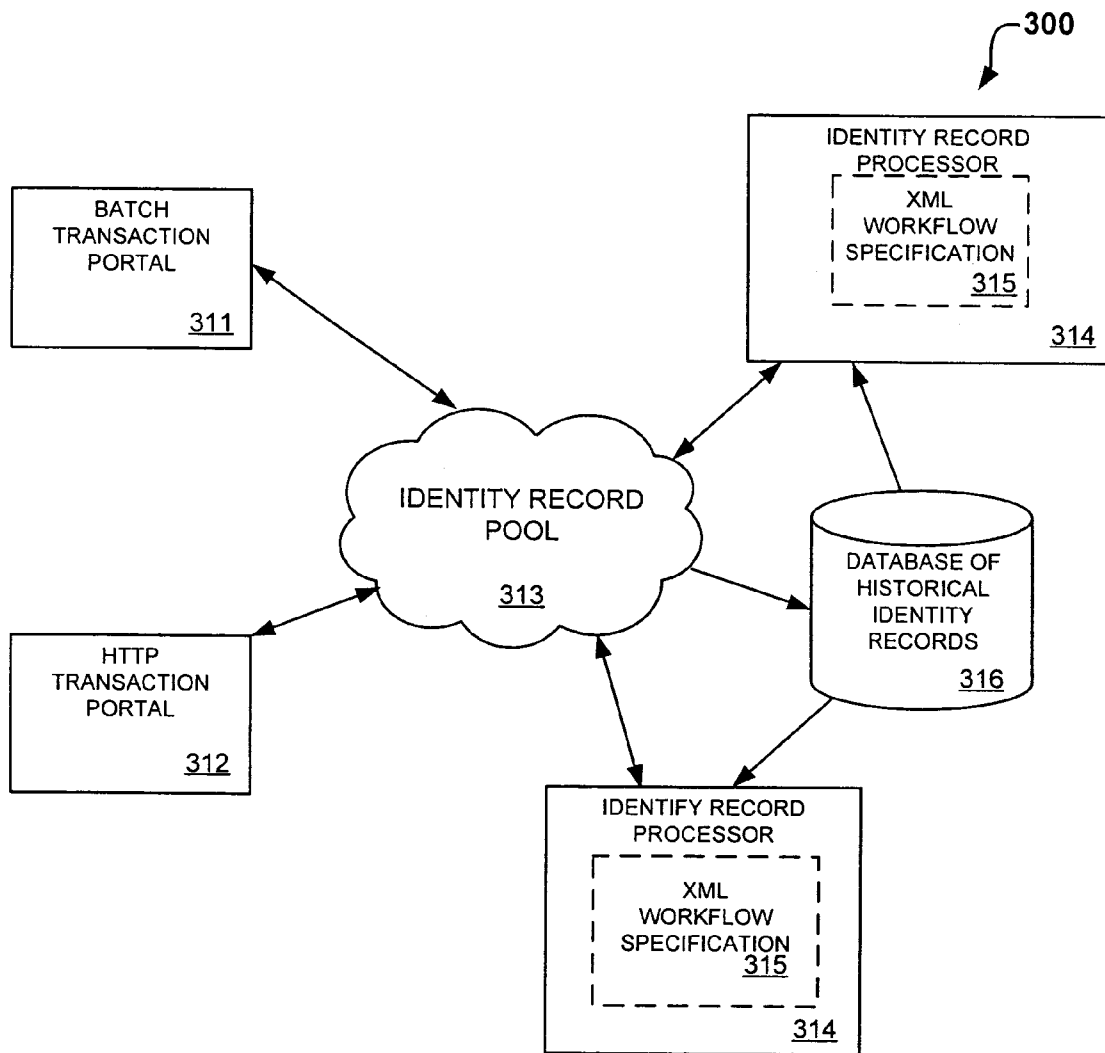 300
IDENTITY RECORD
PROCESSOR
XML
WORKFLOW
SPECIFICATION
315
314
BATCH
TRANSACTION
PORTAL
311
IDENTITY RECORD
POOL
313
DATABASE OF
HISTORICAL
IDENTITY
RECORDS
316
HTTP
TRANSACTION
PORTAL
312
IDENTIFY RECORD
PROCESSOR
XML
WORKFLOW
SPECIFICATION
315
314